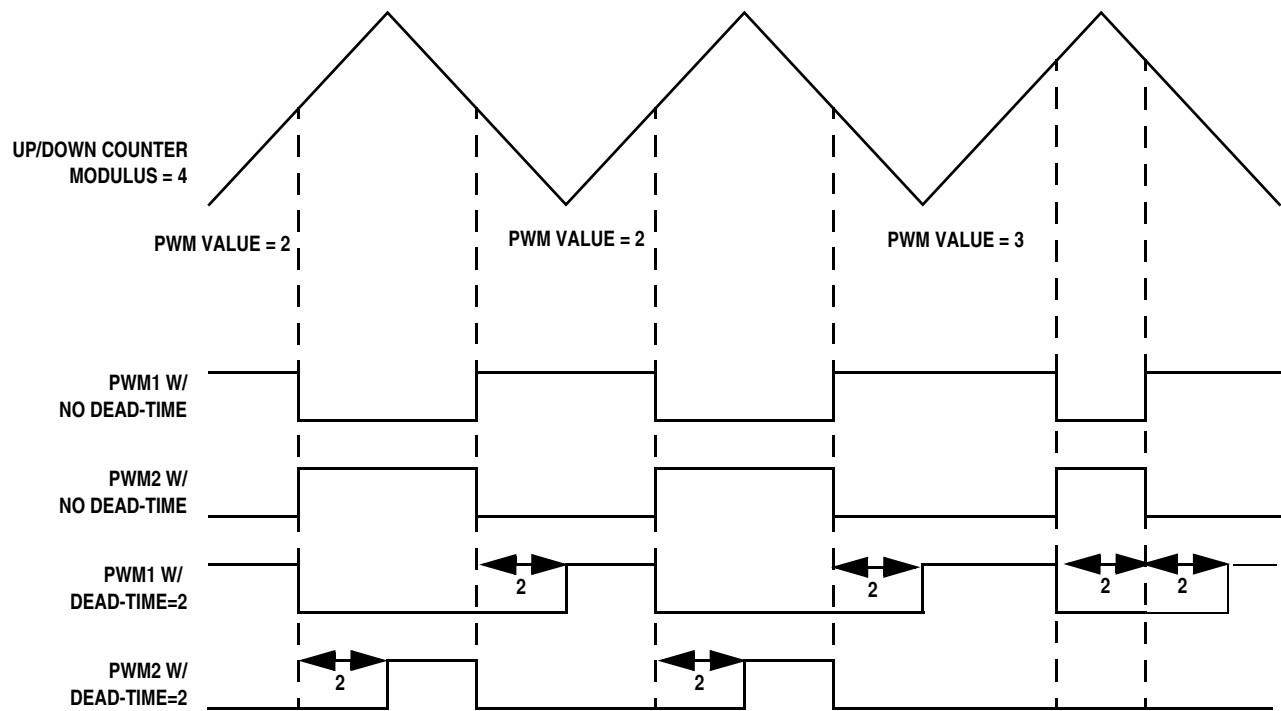 UP/DOWN COUNTER
MODULUS = 4
PWM VALUE = 2
PWM VALUE = 2
PWM VALUE = 3
PWM1 W/
NO DEAD-TIME
PWM2 W/
NO DEAD-TIME
PWM1 W/
DEAD-TIME=2
2
2
2
2
PWM2 W/
DEAD-TIME=2
2
2